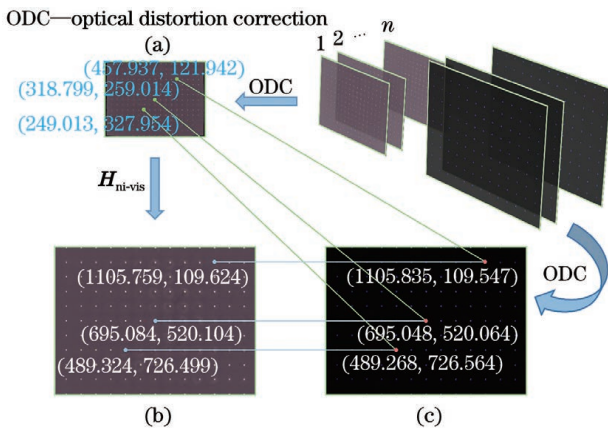 ODC—optical distortion correction
(a)
1 2 ... n
(457.937, 121.942)
(318.799, 259.014)
(249.013, 327.954)
ODC
H_ni-vis
ODC
(1105.759, 109.624)
(695.084, 520.104)
(489.324, 726.499)
(1105.835, 109.547)
(695.048, 520.064)
(489.268, 726.564)
(b)
(c)